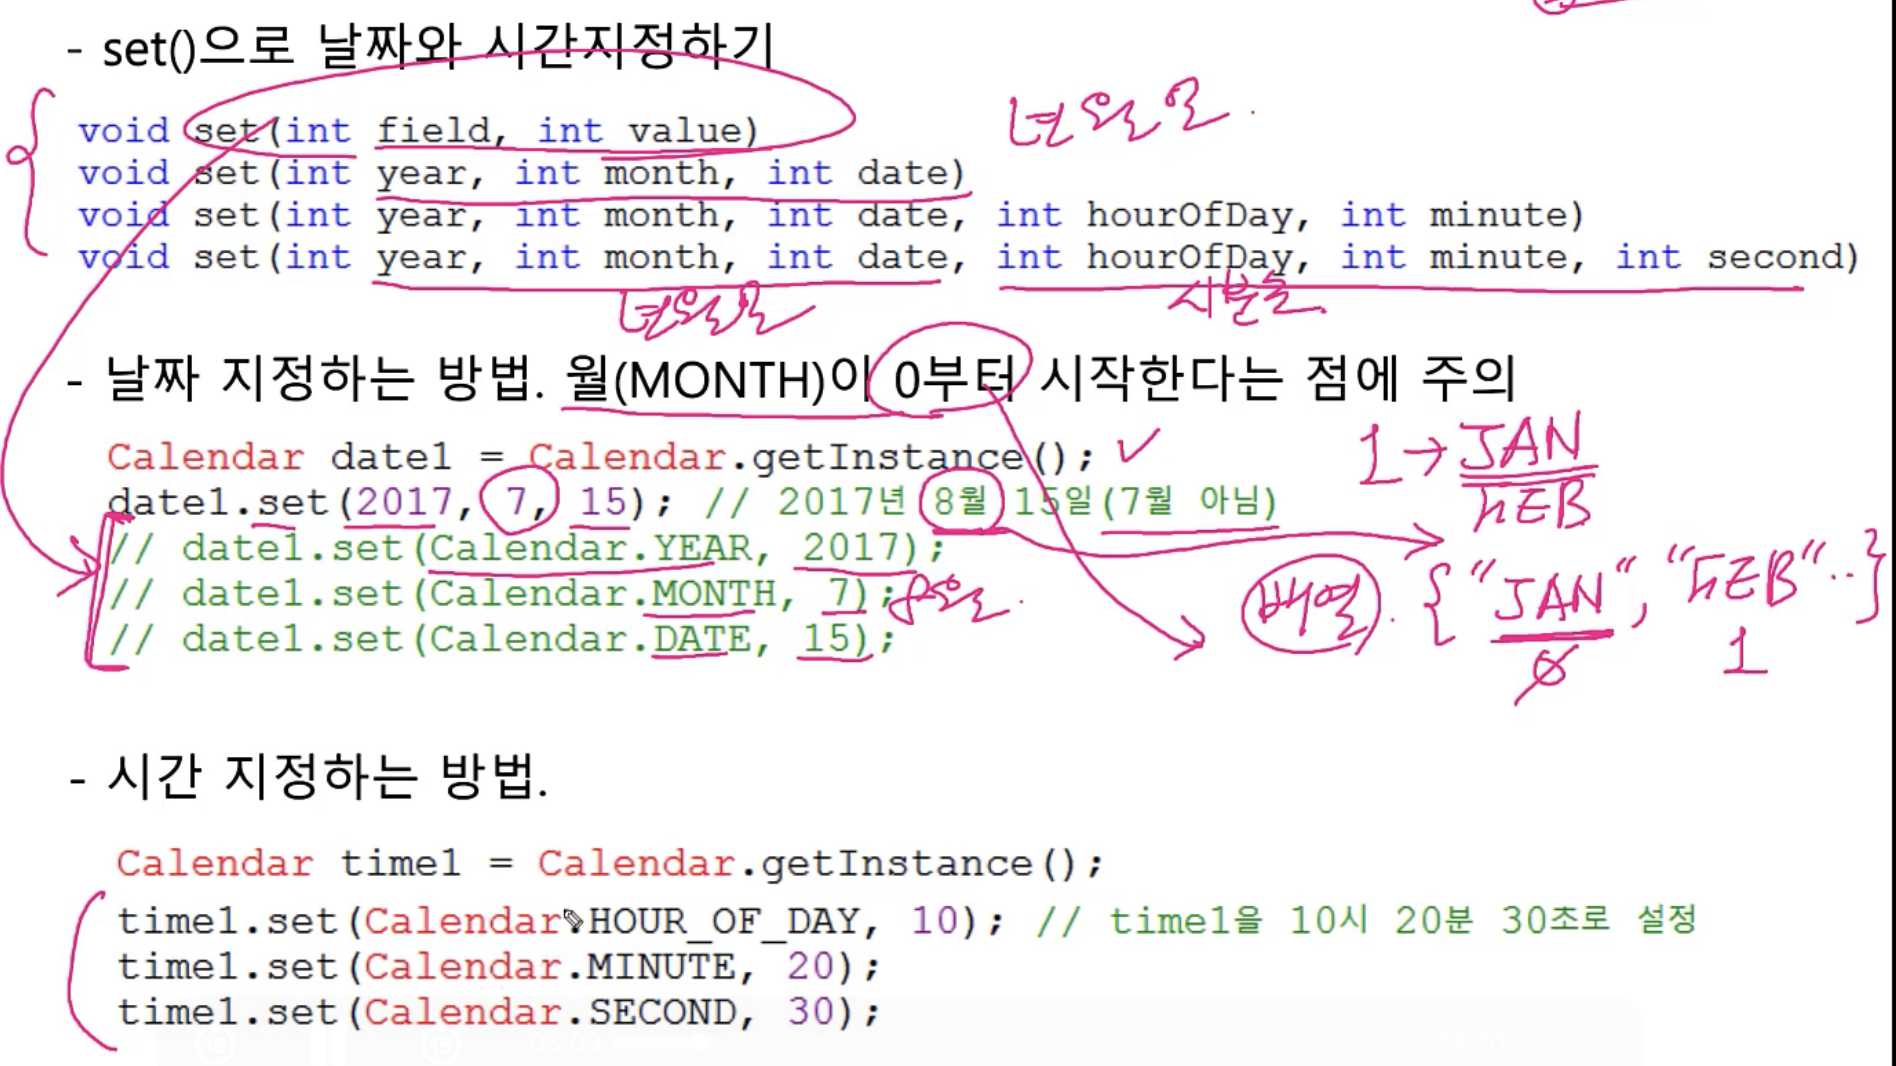 - set()으로 날짜와 시간지정하기
void set(int field, int value)
년월일.
void set(int year, int month, int date)
void set(int year, int month, int date, int hourOfDay, int minute)
void set(int year, int month, int date, int hourOfDay, int minute, int second)
년월일
시분초.
- 날짜 지정하는 방법. 월(MONTH)이 0부터 시작한다는 점에 주의
Calendar date1 = Calendar.getInstance();
1 → JAN
FEB
date1.set(2017, 7, 15); // 2017년 8월 15일(7월 아님)
// date1.set(Calendar.YEAR, 2017);
// date1.set(Calendar.MONTH, 7);
8월.
배열. {"JAN", "FEB"..}
0 1
// date1.set(Calendar.DATE, 15);
- 시간 지정하는 방법.
Calendar time1 = Calendar.getInstance();
time1.set(Calendar.HOUR_OF_DAY, 10); // time1을 10시 20분 30초로 설정
time1.set(Calendar.MINUTE, 20);
time1.set(Calendar.SECOND, 30);
15 15 03:09